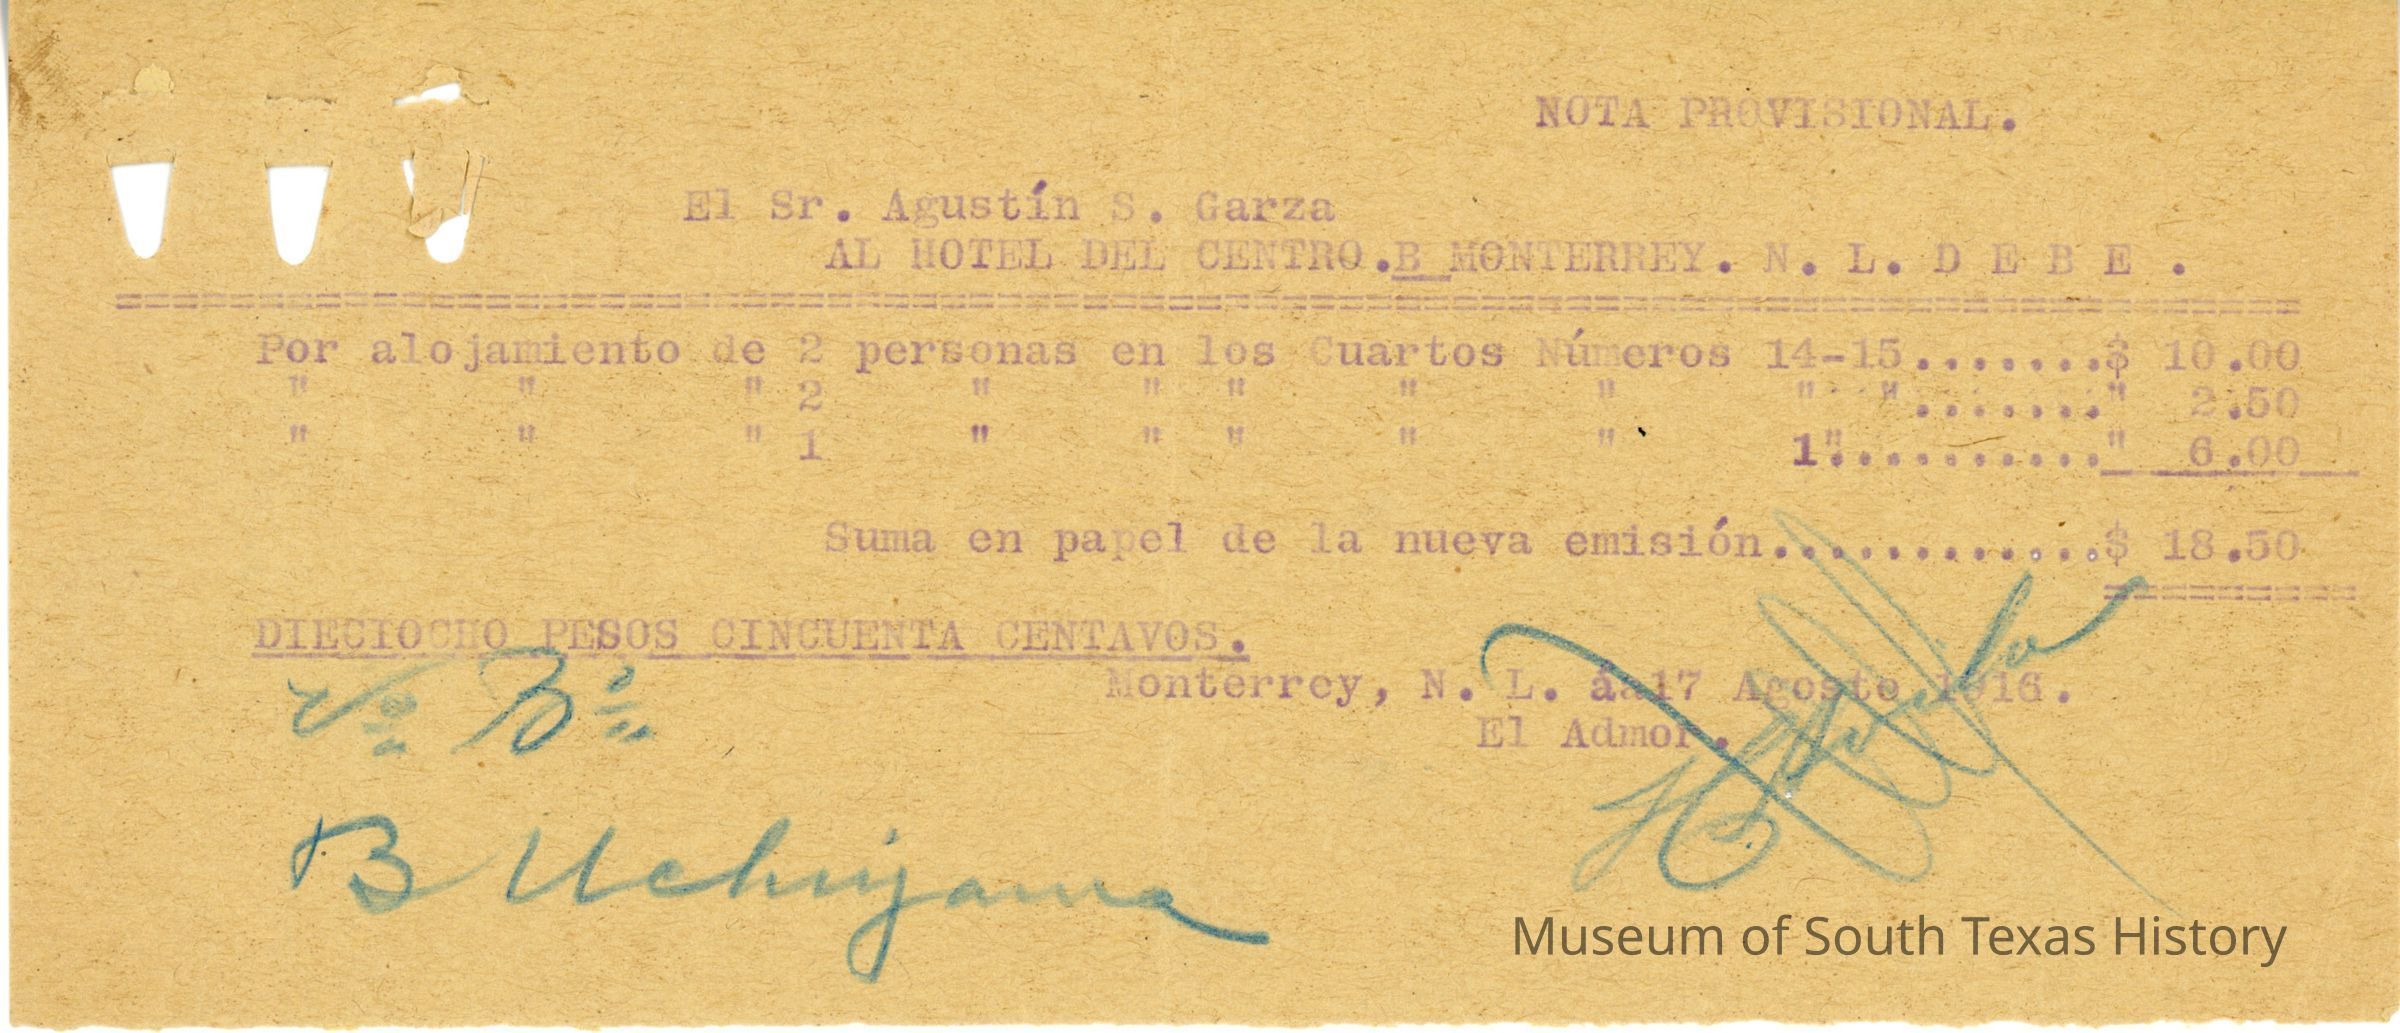 NOTA PROVISIONAL.
El Sr. Agustín S. Garza
AL HOTEL DEL CENTRO.B MONTERREY. N. L. D E B E .
Por alojamiento de 2 personas en los Cuartos Números 14-15.......$ 10.00
" " " 2 " " " " " " "........" 2.50
" " " 1 " " " " " 1"..........." 6.00
Suma en papel de la nueva emisión............$ 18.50
DIECIOCHO PESOS CINCUENTA CENTAVOS.
Vo Bo
Monterrey, N. L. áa17 Agosto 1916.
El Admor.
B Uchiyama
Museum of South Texas History